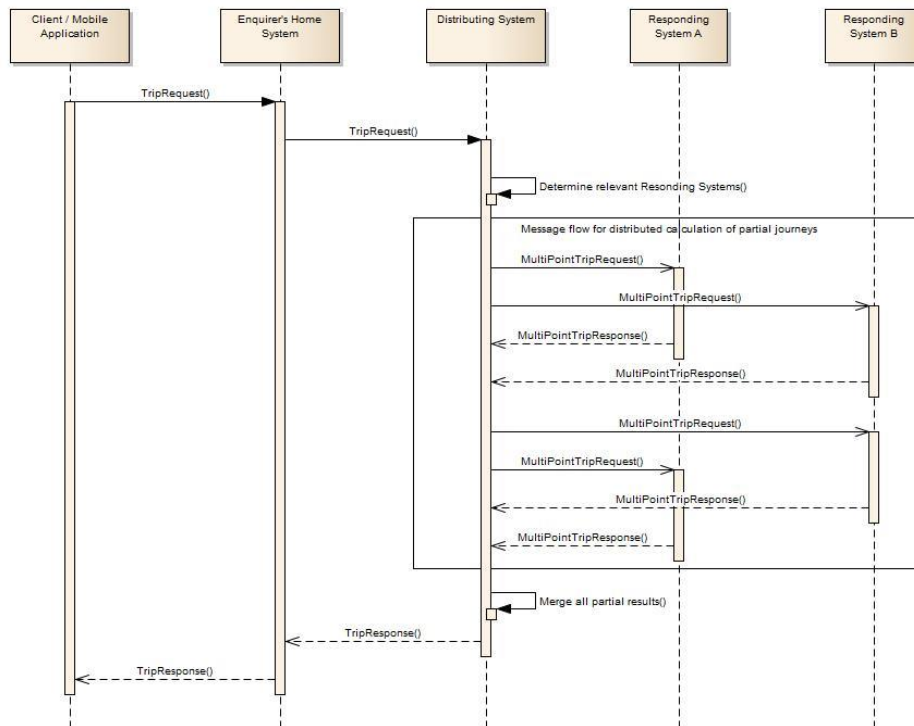 Client / Mobile
Application
Enquirer's Home
System
Distributing System
Responding
System A
Responding
System B
TripRequest()
TripRequest()
Determine relevant Resonding Systems()
Message flow for distributed calculation of partial journeys
MultiPointTripRequest()
MultiPointTripRequest()
MultiPointTripResponse()
MultiPointTripResponse()
MultiPointTripRequest()
MultiPointTripRequest()
MultiPointTripResponse()
MultiPointTripResponse()
Merge all partial results()
TripResponse()
TripResponse()